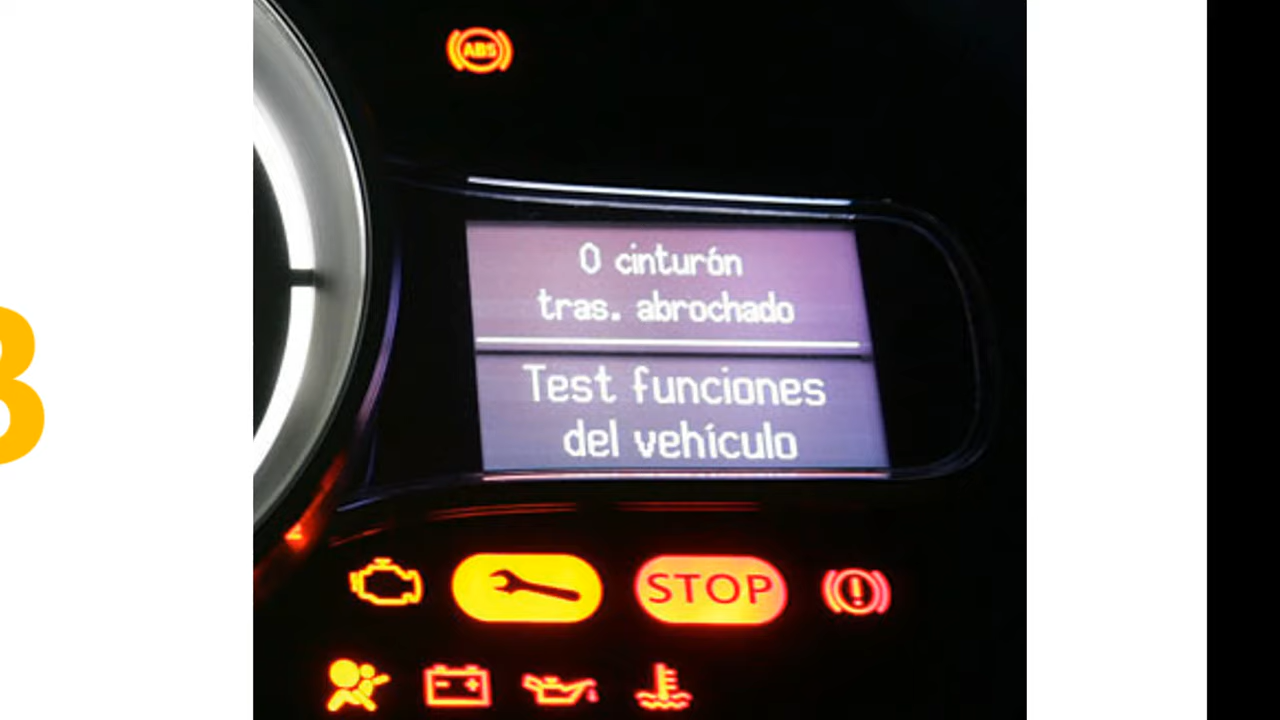 ABS
0 cinturón
tras. abrochado
Test funciones
del vehículo
STOP